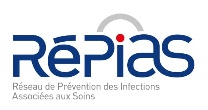 RéPias
Réseau de Prévention des Infections
Associées aux Soins